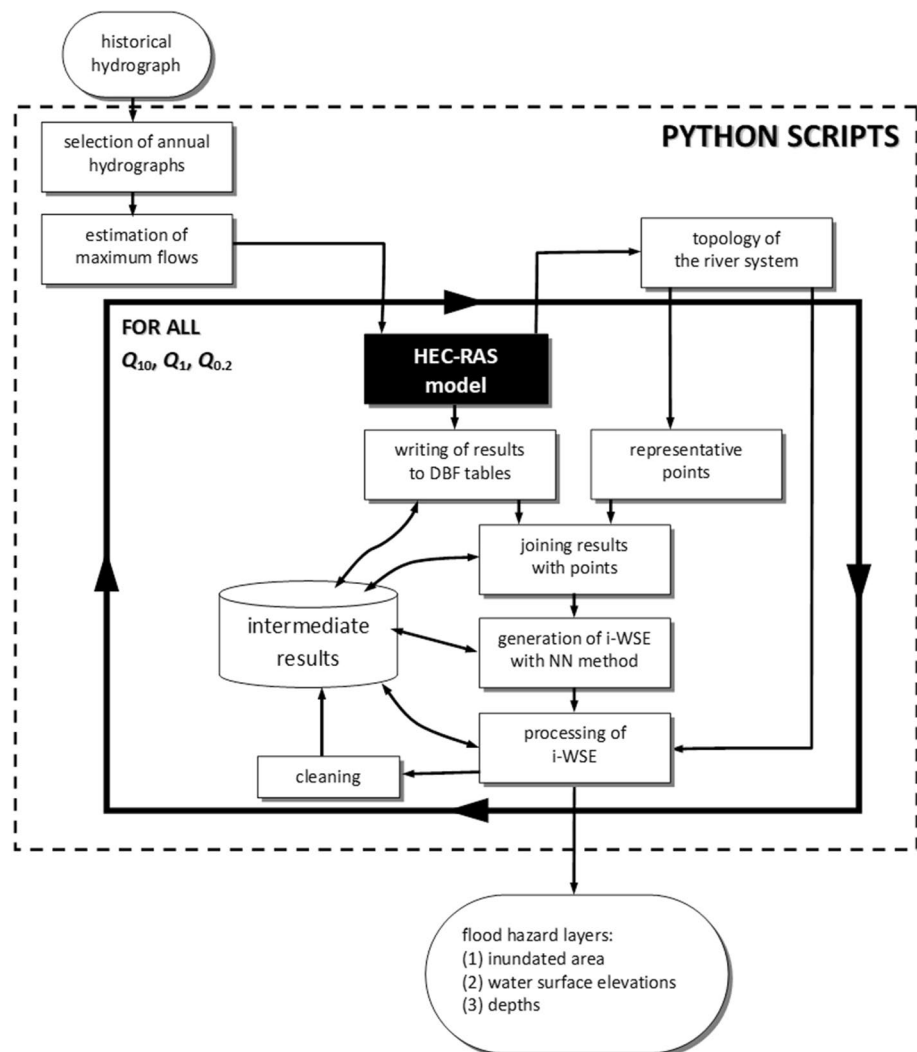 historical
hydrograph
PYTHON SCRIPTS
selection of annual
hydrographs
estimation of
maximum flows
topology of
the river system
FOR ALL
Q10, Q1, Q0.2
HEC-RAS
model
writing of results
to DBF tables
representative
points
joining results
with points
intermediate
results
generation of i-WSE
with NN method
processing of
i-WSE
cleaning
flood hazard layers:
(1) inundated area
(2) water surface elevations
(3) depths